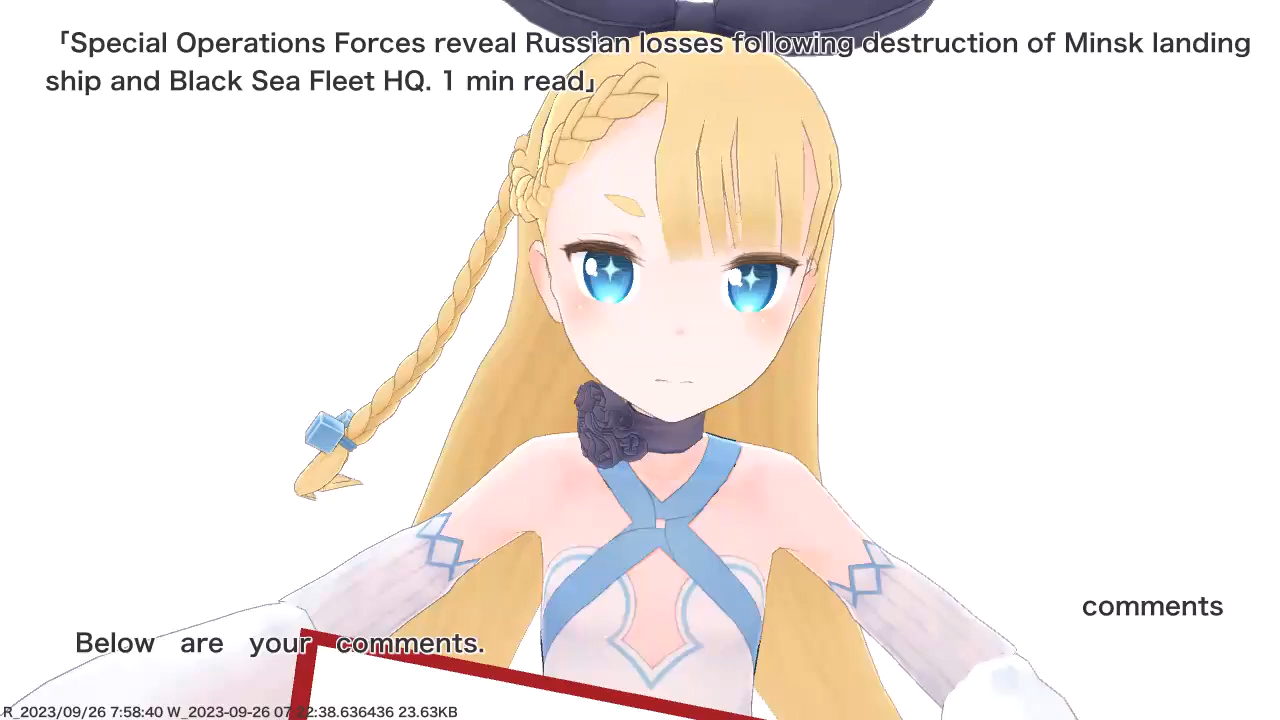 「Special Operations Forces reveal Russian losses following destruction of Minsk landing
ship and Black Sea Fleet HQ. 1 min read」
comments
Below are your comments.
R_2023/09/26 7:58:40 W_2023-09-26 07:22:38.636436 23.63KB